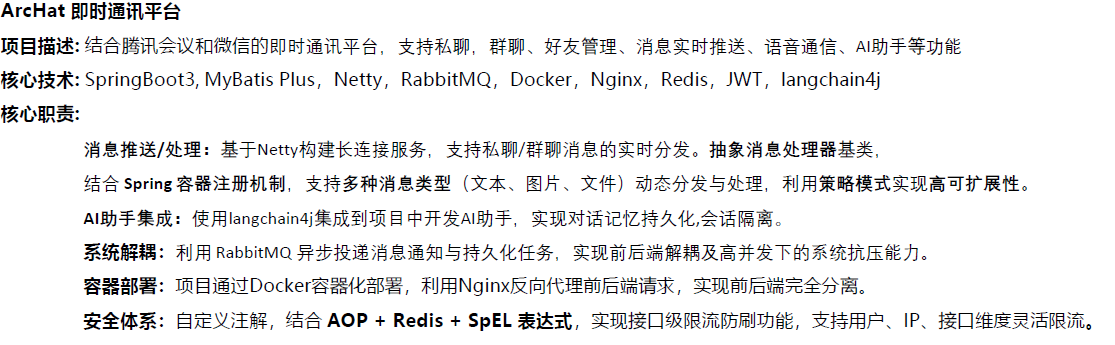 ArcHat 即时通讯平台
项目描述: 结合腾讯会议和微信的即时通讯平台，支持私聊，群聊、好友管理、消息实时推送、语音通信、AI助手等功能
核心技术: SpringBoot3, MyBatis Plus，Netty，RabbitMQ，Docker，Nginx，Redis，JWT，langchain4j
核心职责:
消息推送/处理：基于Netty构建长连接服务，支持私聊/群聊消息的实时分发。抽象消息处理器基类，
结合 Spring 容器注册机制，支持多种消息类型（文本、图片、文件）动态分发与处理，利用策略模式实现高可扩展性。
AI助手集成：使用langchain4j集成到项目中开发AI助手，实现对话记忆持久化,会话隔离。
系统解耦：利用 RabbitMQ 异步投递消息通知与持久化任务，实现前后端解耦及高并发下的系统抗压能力。
容器部署：项目通过Docker容器化部署，利用Nginx反向代理前后端请求，实现前后端完全分离。
安全体系：自定义注解，结合 AOP + Redis + SpEL 表达式，实现接口级限流防刷功能，支持用户、IP、接口维度灵活限流。